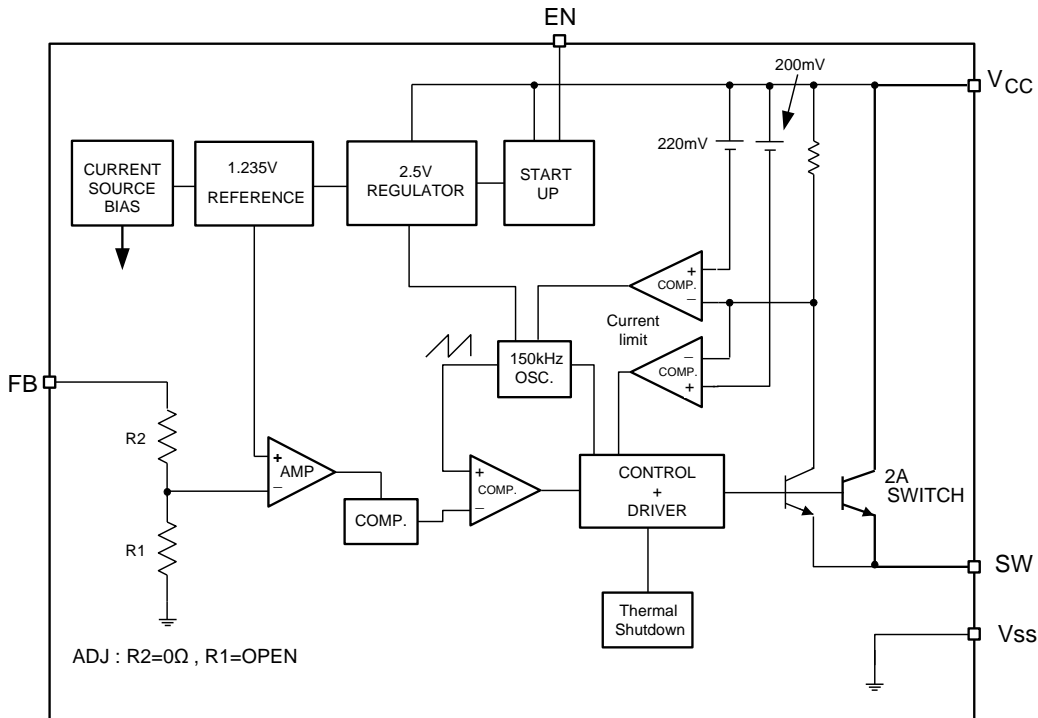 EN
200mV
VCC
220mV
CURRENT
SOURCE
BIAS
1.235V
REFERENCE
2.5V
REGULATOR
START
UP
+
COMP.
−
Current
limit
−
COMP.
+
150kHz
OSC.
FB
R2
+
AMP
−
R1
COMP.
+
COMP.
−
CONTROL
+
DRIVER
2A
SWITCH
SW
Thermal
Shutdown
Vss
ADJ : R2=0Ω , R1=OPEN